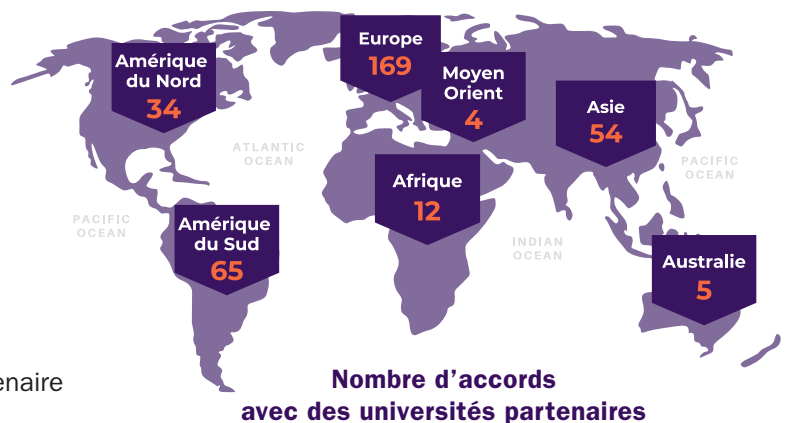 Amérique
du Nord
34
Europe
169
Moyen
Orient
4
Asie
54
ATLANTIC
OCEAN
PACIFIC
OCEAN
Afrique
12
PACIFIC
OCEAN
Amérique
du Sud
65
INDIAN
OCEAN
Australie
5
enaire
Nombre d'accords
avec des universités partenaires